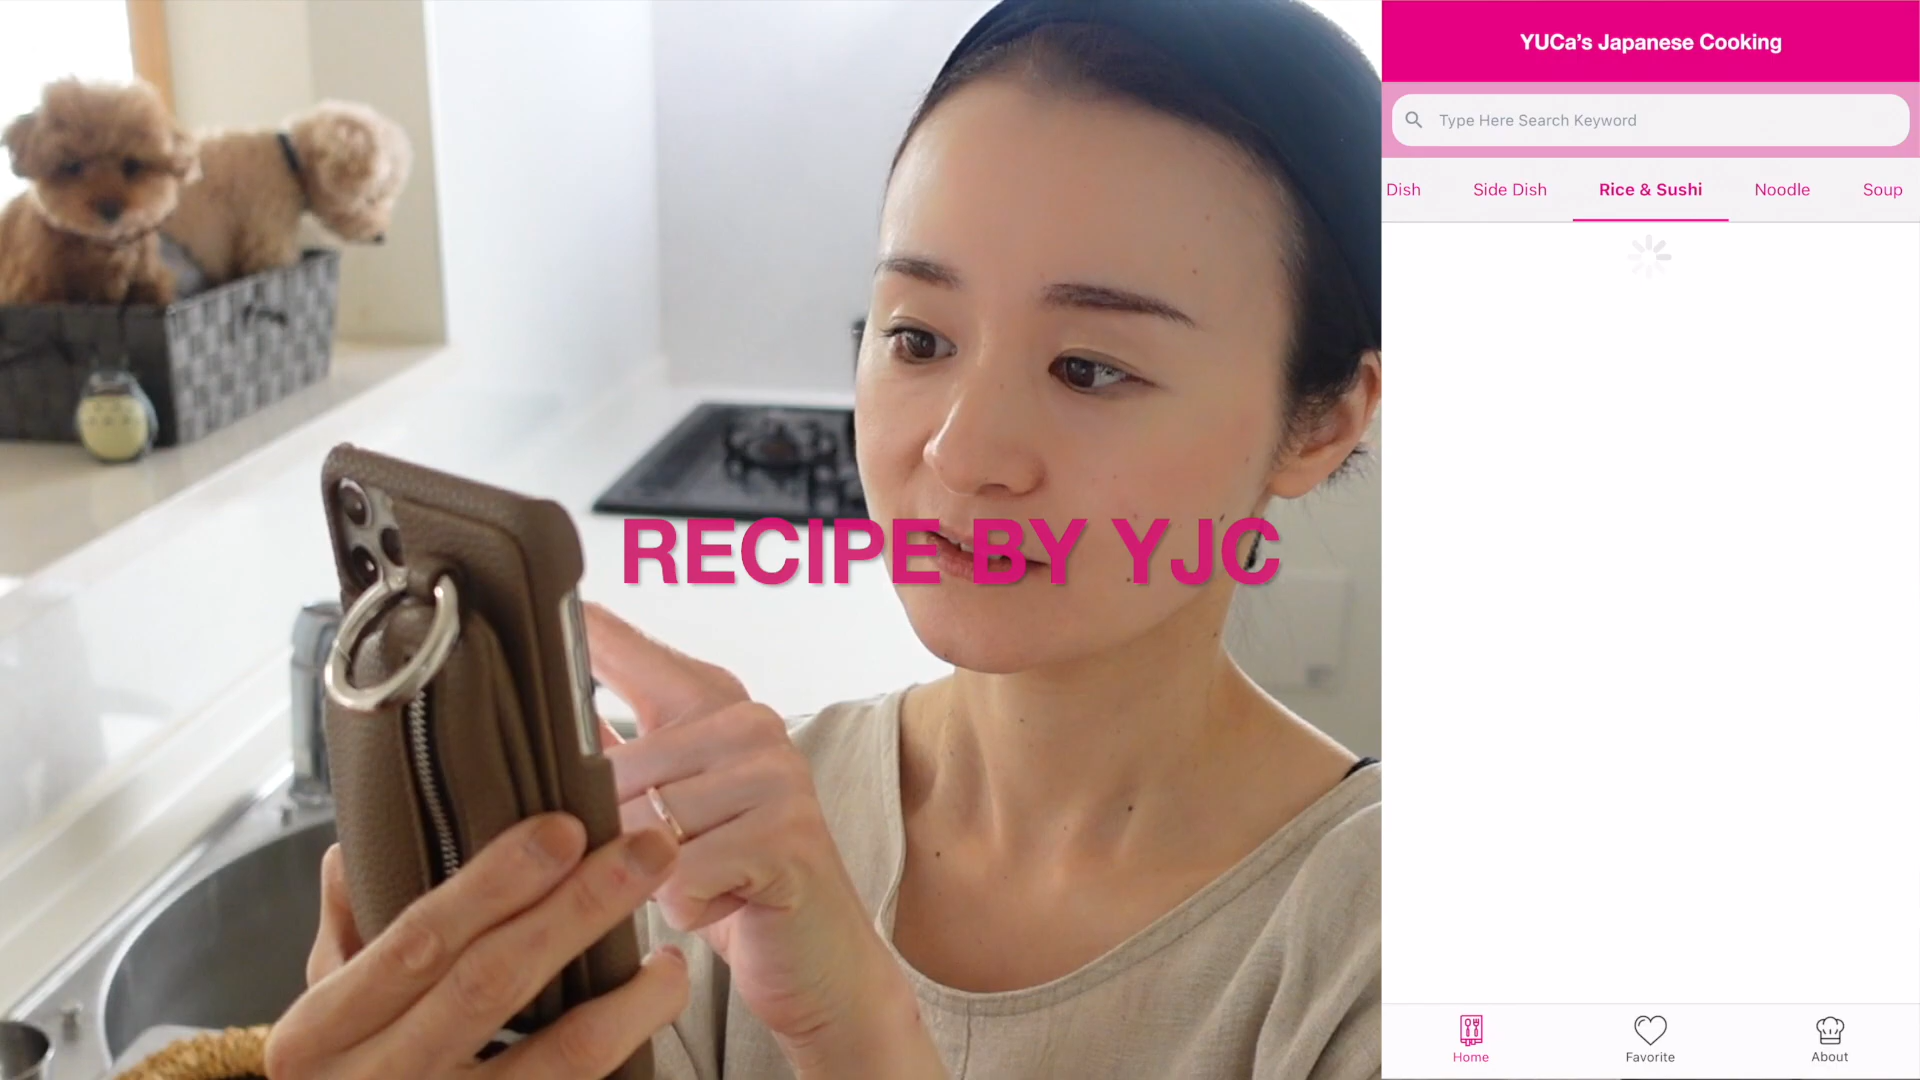 RECIPE BY YJC
YUCa's Japanese Cooking
Type Here Search Keyword
Dish Side Dish Rice & Sushi Noodle Soup
Home Favorite About